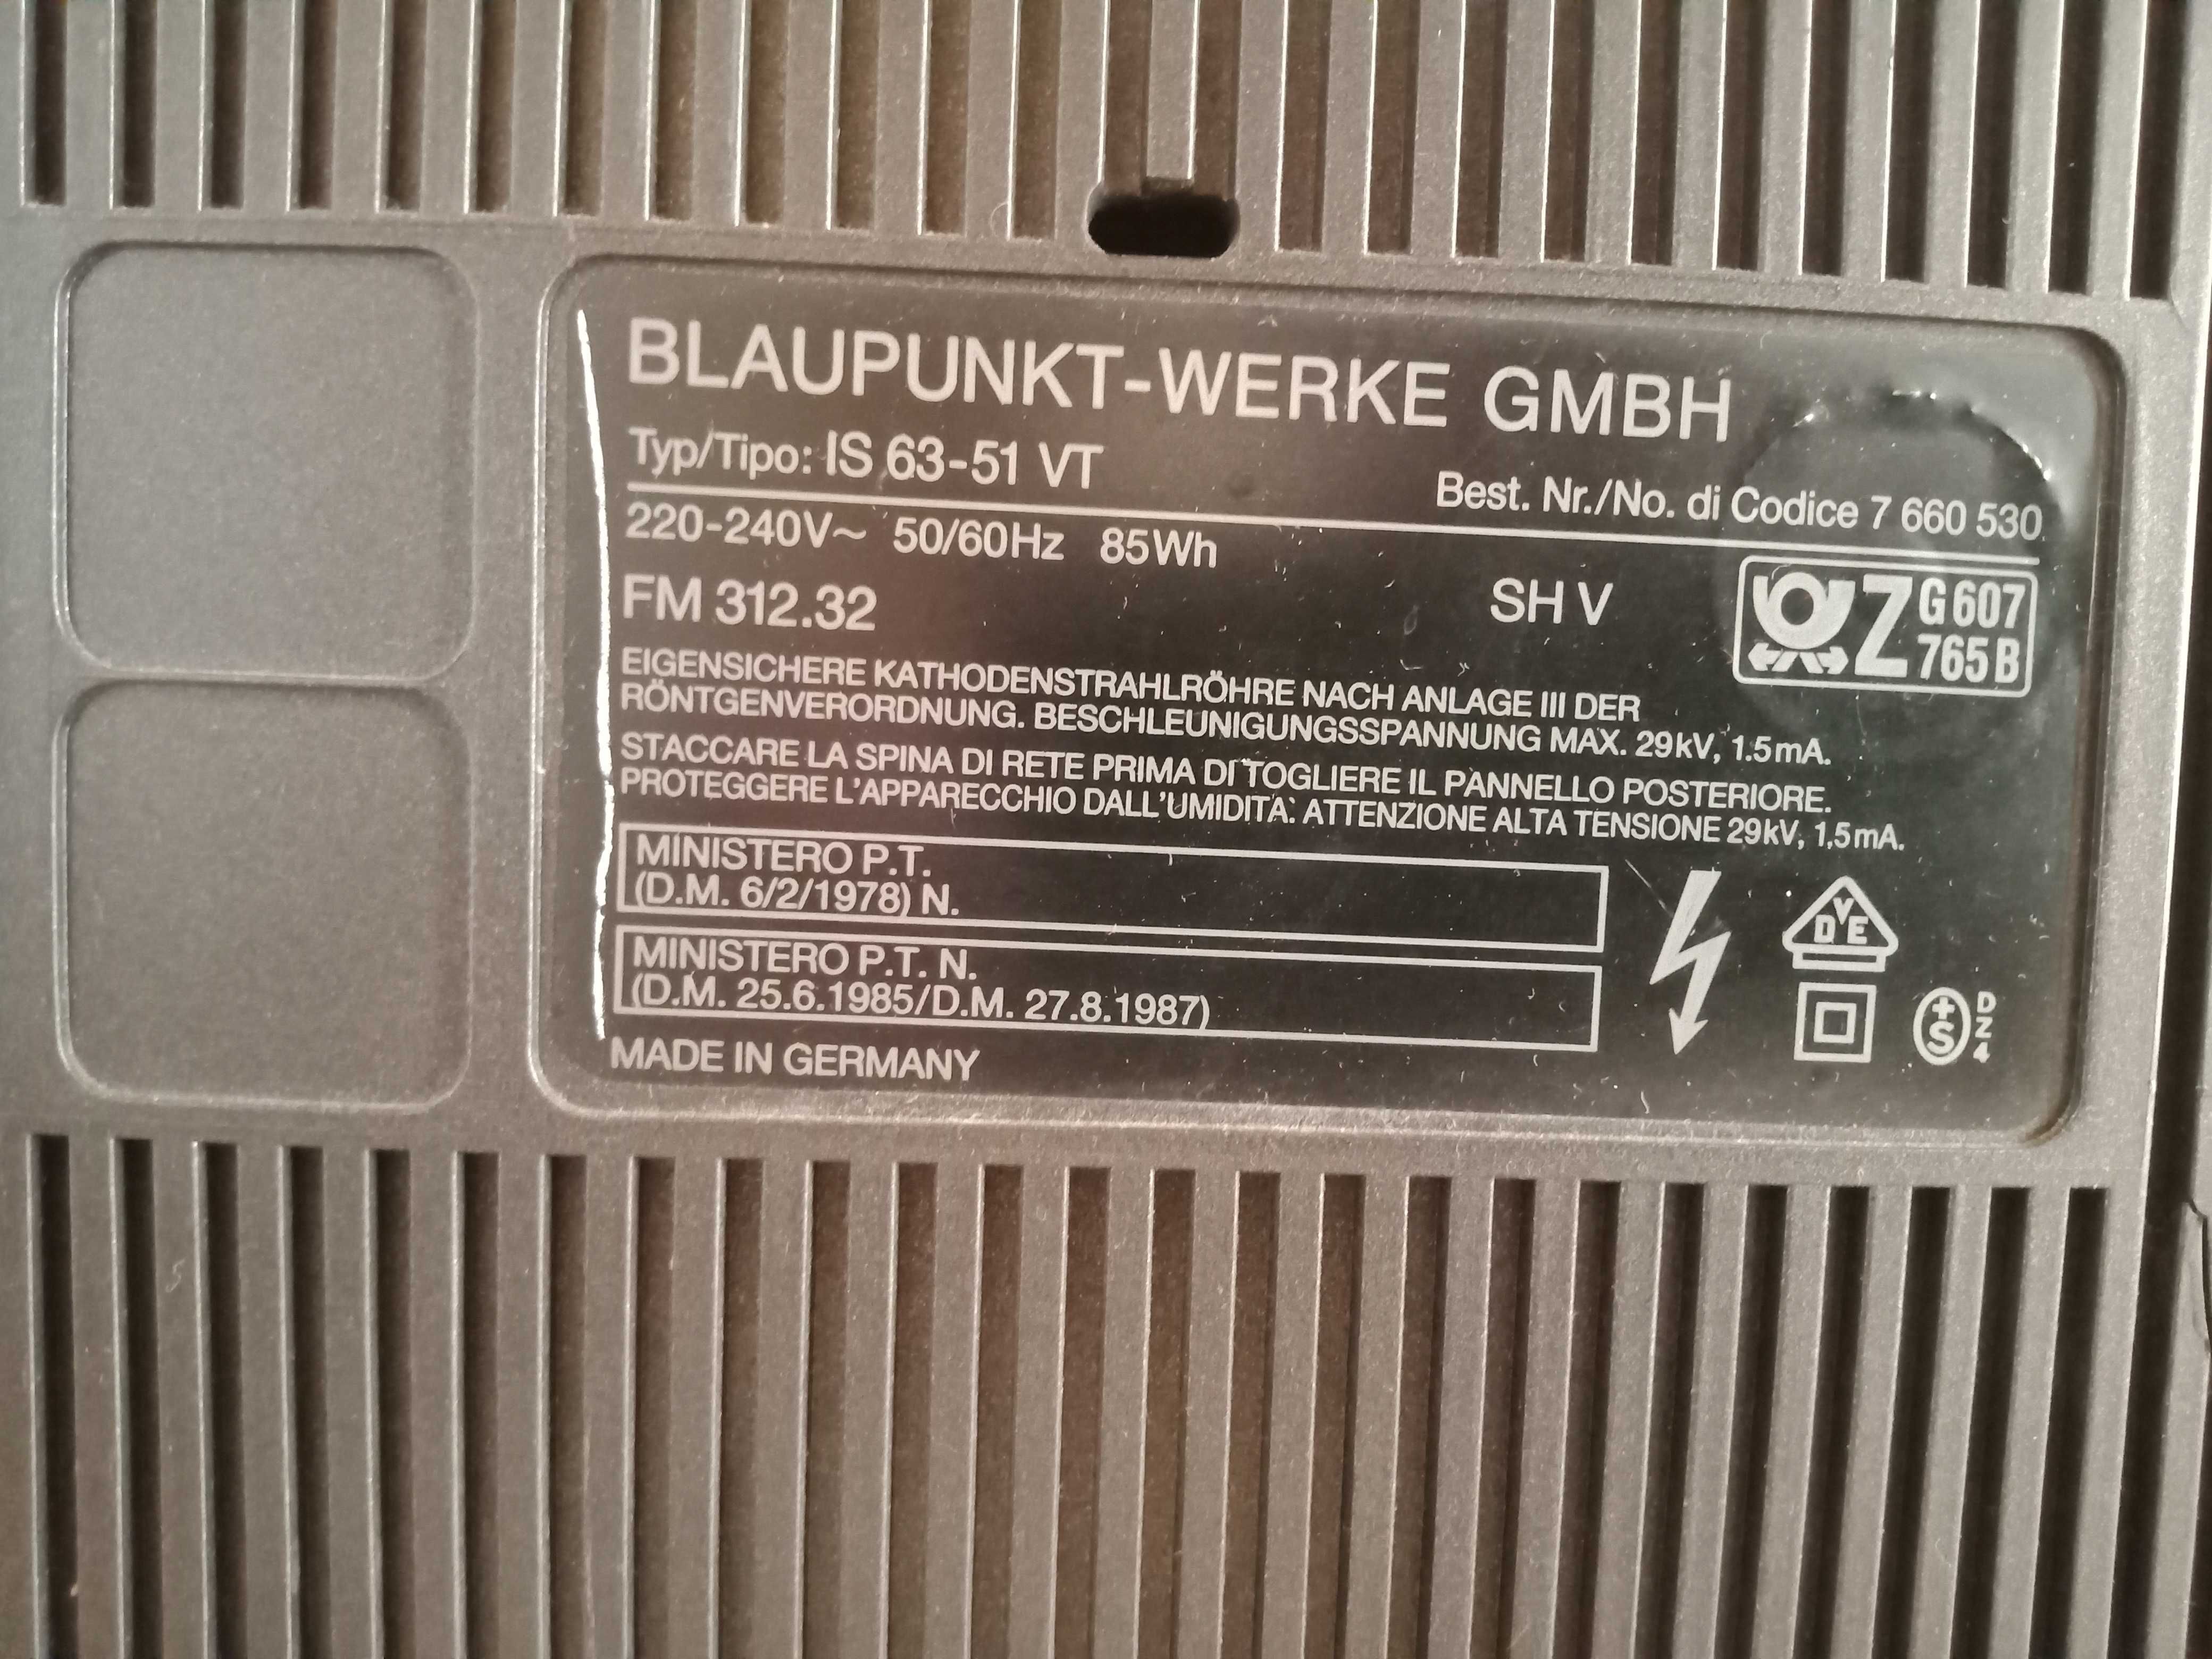 BLAUPUNKT-WERKE GMBH
Typ/Tipo: IS 63-51 VT
Best. Nr./No. di Codice 7 660 530
220-240V~ 50/60Hz 85Wh
FM 312.32
SH V
Z G 607
765 B
EIGENSICHERE KATHODENSTRAHLRÖHRE NACH ANLAGE III DER
RÖNTGENVERORDNUNG. BESCHLEUNIGUNGSSPANNUNG MAX. 29kV, 1.5mA.
STACCARE LA SPINA DI RETE PRIMA DI TOGLIERE IL PANNELLO POSTERIORE.
PROTEGGERE L'APPARECCHIO DALL'UMIDITÀ: ATTENZIONE ALTA TENSIONE 29kV, 1,5mA.
MINISTERO P.T.
(D.M. 6/2/1978) N.
MINISTERO P.T. N.
(D.M. 25.6.1985/D.M. 27.8.1987)
MADE IN GERMANY
DVE
+S DZ4